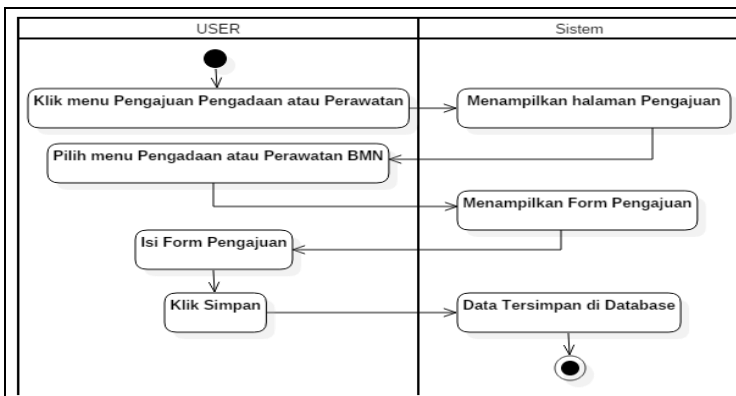 USER
Sistem
Klik menu Pengajuan Pengadaan atau Perawatan
Menampilkan halaman Pengajuan
Pilih menu Pengadaan atau Perawatan BMN
Menampilkan Form Pengajuan
Isi Form Pengajuan
Klik Simpan
Data Tersimpan di Database